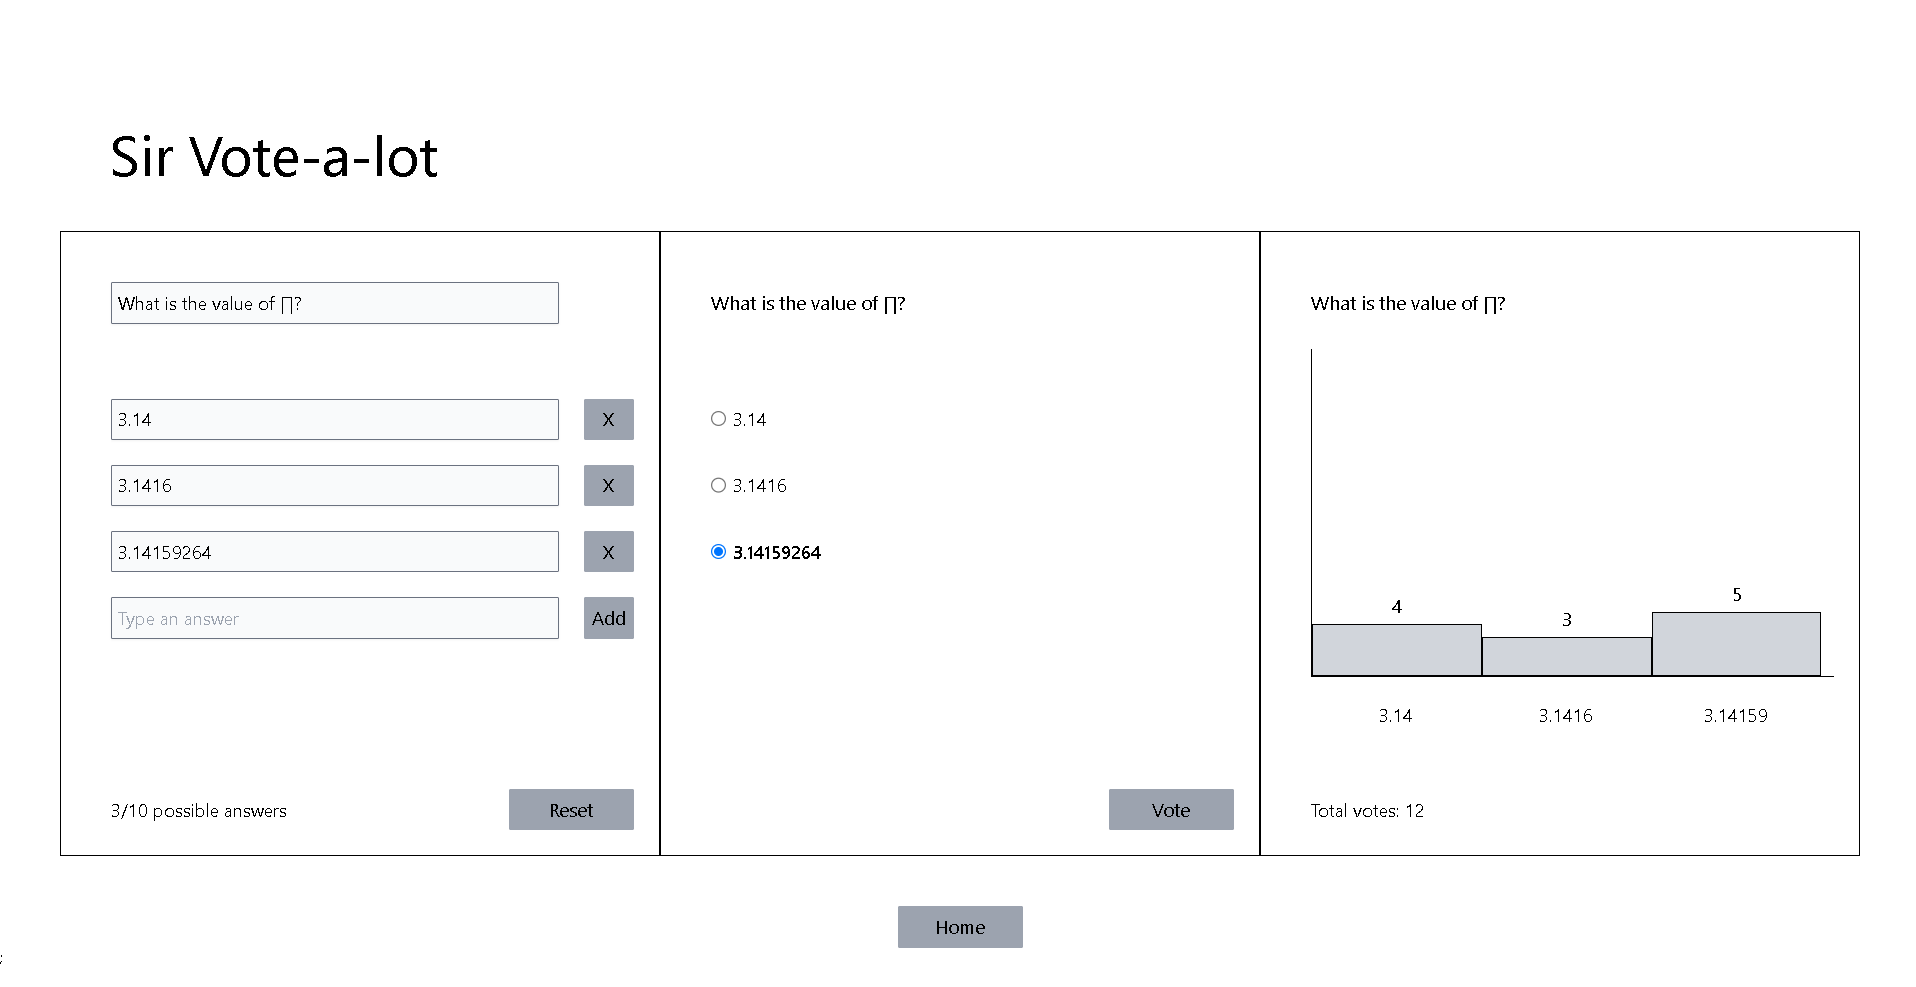 Sir Vote-a-lot
What is the value of ∏?
3.14
X
3.1416
X
3.14159264
X
Type an answer
Add
3/10 possible answers
Reset
What is the value of ∏?
3.14
3.1416
3.14159264
Vote
What is the value of ∏?
4
3
5
3.14
3.1416
3.14159
Total votes: 12
Home
;